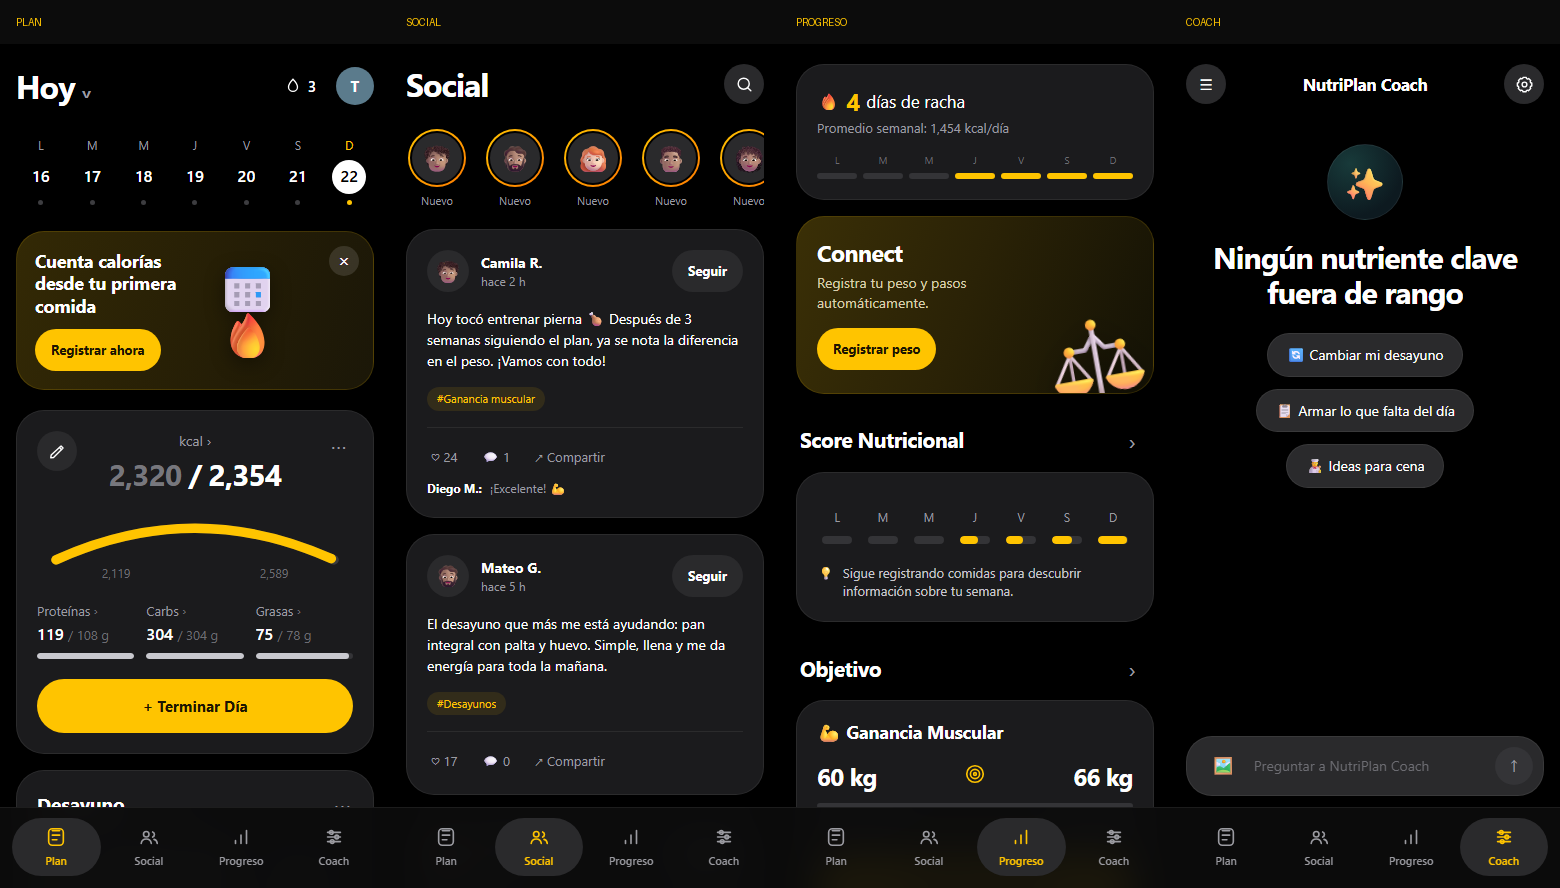 PLAN
Hoy v
3
T
L M M J V S D
16 17 18 19 20 21 22
Cuenta calorías
desde tu primera
comida
Registrar ahora
kcal ›
2,320 / 2,354
2,119 2,589
Proteínas › Carbs › Grasas ›
119 / 108 g 304 / 304 g 75 / 78 g
+ Terminar Día
Desayuno
Plan Social Progreso Coach
SOCIAL
Social
Nuevo Nuevo Nuevo Nuevo Nuevo
Camila R.
hace 2 h
Seguir
Hoy tocó entrenar pierna 🍗 Después de 3
semanas siguiendo el plan, ya se nota la diferencia
en el peso. ¡Vamos con todo!
#Ganancia muscular
♡ 24 💬 1 ↗ Compartir
Diego M.: ¡Excelente! 💪
Mateo G.
hace 5 h
Seguir
El desayuno que más me está ayudando: pan
integral con palta y huevo. Simple, llena y me da
energía para toda la mañana.
#Desayunos
♡ 17 💬 0 ↗ Compartir
Plan Social Progreso Coach
PROGRESO
🔥 4 días de racha
Promedio semanal: 1,454 kcal/día
L M M J V S D
Connect
Registra tu peso y pasos
automáticamente.
Registrar peso
Score Nutricional ›
L M M J V S D
💡 Sigue registrando comidas para descubrir
información sobre tu semana.
Objetivo ›
💪 Ganancia Muscular
60 kg 66 kg
Plan Social Progreso Coach
COACH
NutriPlan Coach
Ningún nutriente clave
fuera de rango
🔄 Cambiar mi desayuno
📋 Armar lo que falta del día
🧑‍🍳 Ideas para cena
Preguntar a NutriPlan Coach
Plan Social Progreso Coach